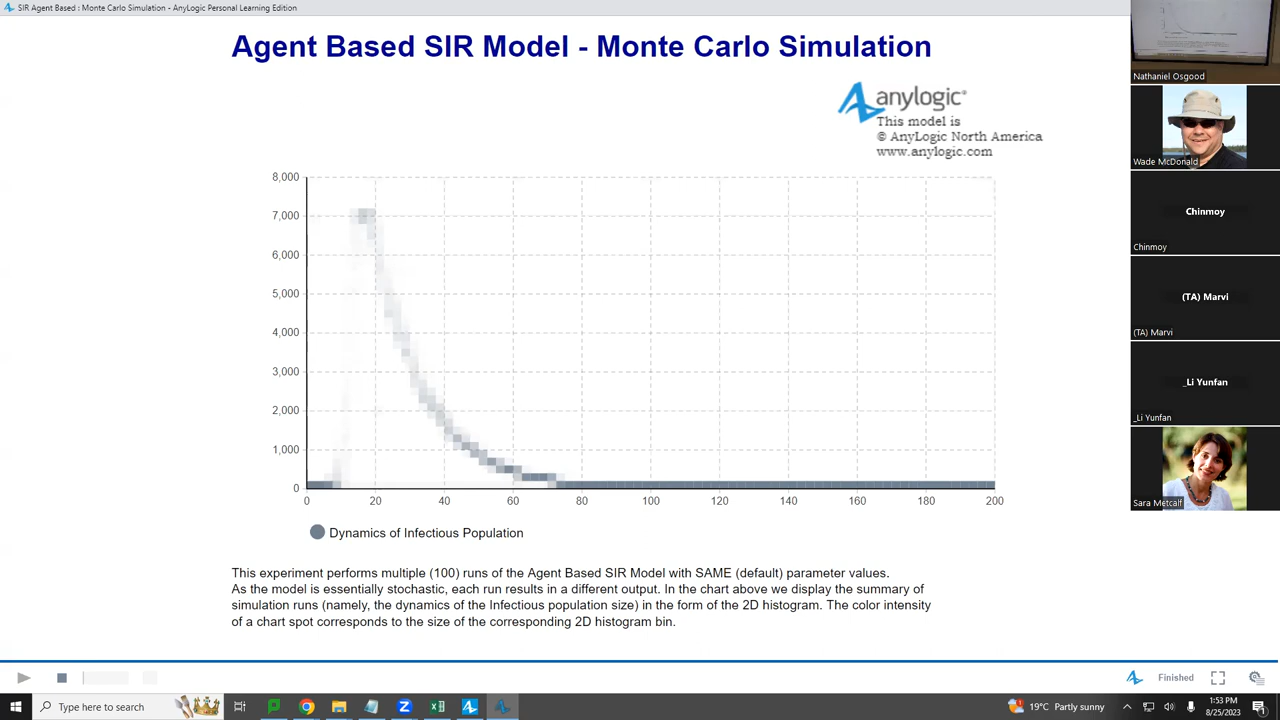 SIR Agent Based : Monte Carlo Simulation - AnyLogic Personal Learning Edition
Agent Based SIR Model - Monte Carlo Simulation
anylogic®
This model is
© AnyLogic North America
www.anylogic.com
8,000
7,000
6,000
5,000
4,000
3,000
2,000
1,000
0
0 20 40 60 80 100 120 140 160 180 200
Dynamics of Infectious Population
This experiment performs multiple (100) runs of the Agent Based SIR Model with SAME (default) parameter values.
As the model is essentially stochastic, each run results in a different output. In the chart above we display the summary of
simulation runs (namely, the dynamics of the Infectious population size) in the form of the 2D histogram. The color intensity
of a chart spot corresponds to the size of the corresponding 2D histogram bin.
Finished
Nathaniel Osgood
Wade McDonald
Chinmoy
Chinmoy
(TA) Marvi
(TA) Marvi
_Li Yunfan
_Li Yunfan
Sara Metcalf
Type here to search
19°C Partly sunny
1:53 PM
8/25/2023
1